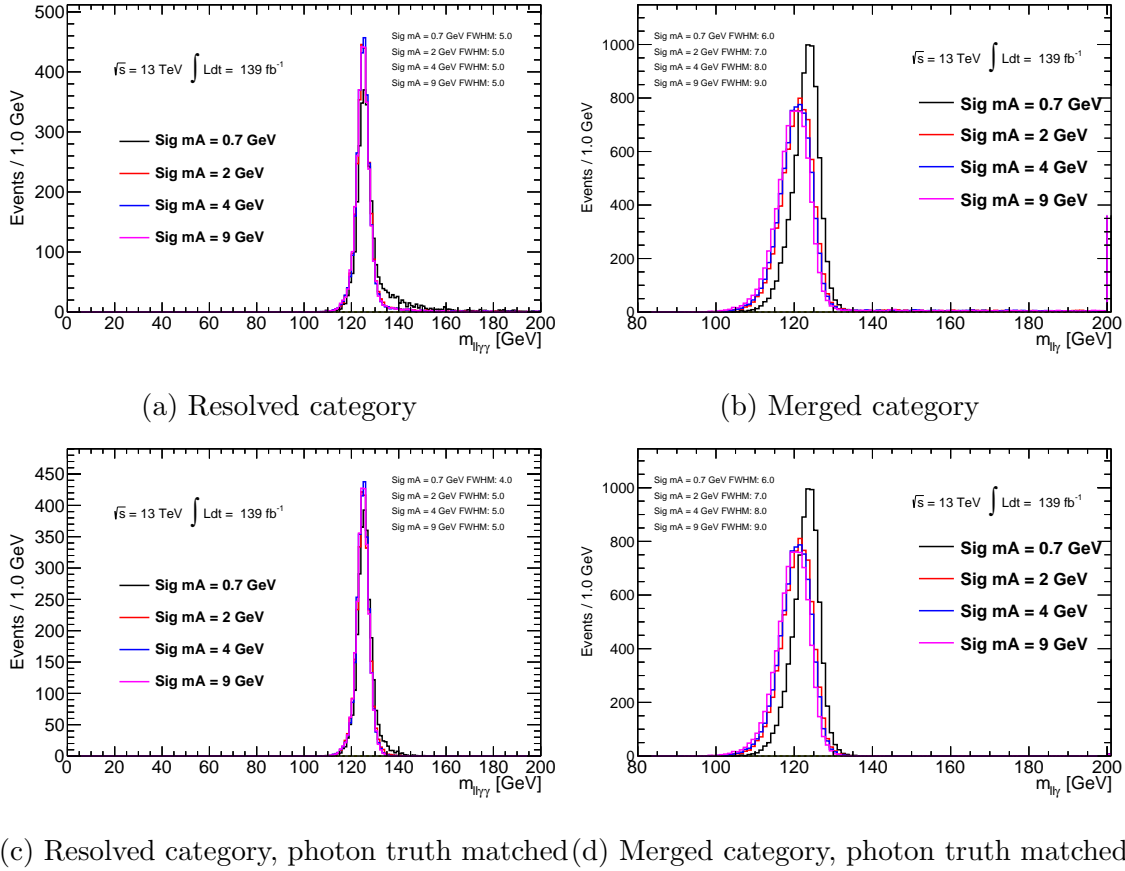 Events / 1.0 GeV
500
400
300
200
100
0
0 20 40 60 80 100 120 140 160 180 200
m_llγγ [GeV]
√s = 13 TeV ∫ Ldt = 139 fb⁻¹
Sig mA = 0.7 GeV FWHM: 5.0
Sig mA = 2 GeV FWHM: 5.0
Sig mA = 4 GeV FWHM: 5.0
Sig mA = 9 GeV FWHM: 5.0
Sig mA = 0.7 GeV
Sig mA = 2 GeV
Sig mA = 4 GeV
Sig mA = 9 GeV
(a) Resolved category
Events / 1.0 GeV
1000
800
600
400
200
0
80 100 120 140 160 180 200
m_llγ [GeV]
Sig mA = 0.7 GeV FWHM: 6.0
Sig mA = 2 GeV FWHM: 7.0
Sig mA = 4 GeV FWHM: 8.0
Sig mA = 9 GeV FWHM: 9.0
√s = 13 TeV ∫ Ldt = 139 fb⁻¹
Sig mA = 0.7 GeV
Sig mA = 2 GeV
Sig mA = 4 GeV
Sig mA = 9 GeV
(b) Merged category
Events / 1.0 GeV
450
400
350
300
250
200
150
100
50
0
0 20 40 60 80 100 120 140 160 180 200
m_llγγ [GeV]
√s = 13 TeV ∫ Ldt = 139 fb⁻¹
Sig mA = 0.7 GeV FWHM: 4.0
Sig mA = 2 GeV FWHM: 5.0
Sig mA = 4 GeV FWHM: 5.0
Sig mA = 9 GeV FWHM: 5.0
Sig mA = 0.7 GeV
Sig mA = 2 GeV
Sig mA = 4 GeV
Sig mA = 9 GeV
(c) Resolved category, photon truth matched
Events / 1.0 GeV
1000
800
600
400
200
0
80 100 120 140 160 180 200
m_llγ [GeV]
Sig mA = 0.7 GeV FWHM: 6.0
Sig mA = 2 GeV FWHM: 7.0
Sig mA = 4 GeV FWHM: 8.0
Sig mA = 9 GeV FWHM: 9.0
√s = 13 TeV ∫ Ldt = 139 fb⁻¹
Sig mA = 0.7 GeV
Sig mA = 2 GeV
Sig mA = 4 GeV
Sig mA = 9 GeV
(d) Merged category, photon truth matched